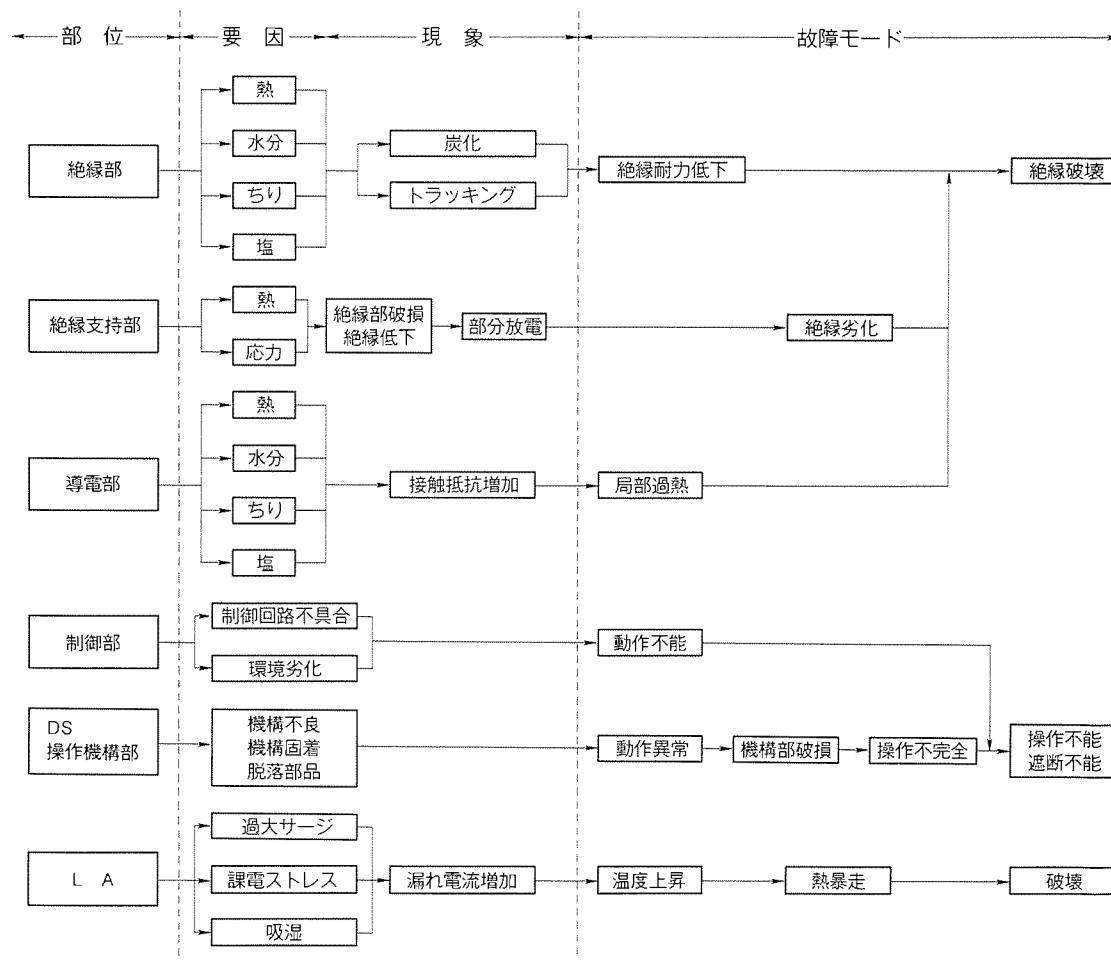 部　位
要　因
現　象
故障モード
絶縁部
熱
水分
ちり
塩
炭化
トラッキング
絶縁耐力低下
絶縁破壊
絶縁支持部
熱
応力
絶縁部破損
絶縁低下
部分放電
絶縁劣化
導電部
熱
水分
ちり
塩
接触抵抗増加
局部過熱
制御部
制御回路不具合
環境劣化
動作不能
DS
操作機構部
機構不良
機構固着
脱落部品
動作異常
機構部破損
操作不完全
操作不能
遮断不能
L　A
過大サージ
課電ストレス
吸湿
漏れ電流増加
温度上昇
熱暴走
破壊